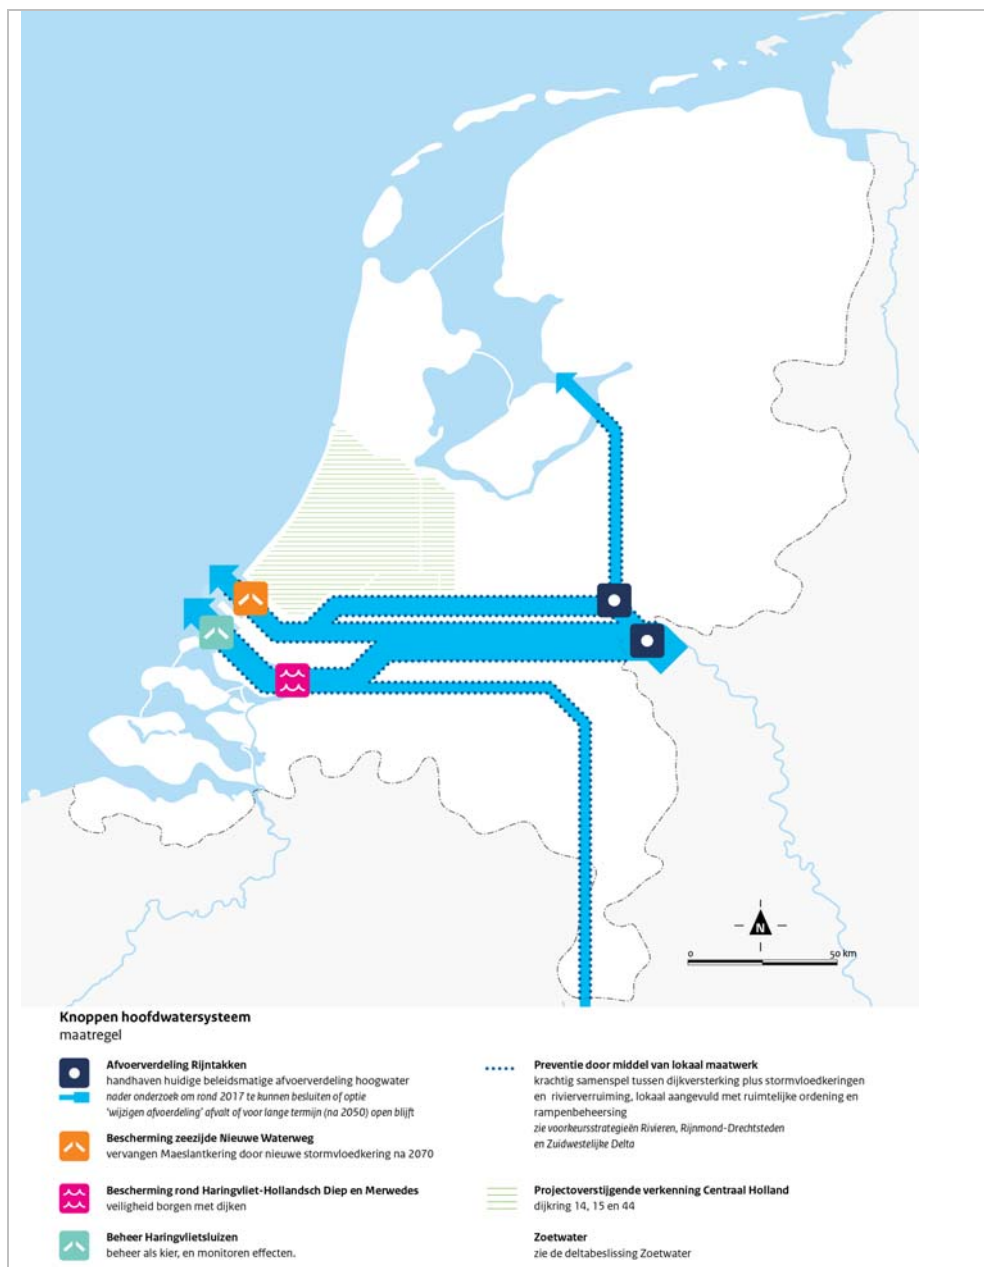 N
0
50 km
Knoppen hoofdwatersysteem
maatregel
Afvoerverdeling Rijntakken
handhaven huidige beleidsmatige afvoerverdeling hoogwater
nader onderzoek om rond 2017 te kunnen besluiten of optie
'wijzigen afvoerdeling' afvalt of voor lange termijn (na 2050) open blijft
Bescherming zeezijde Nieuwe Waterweg
vervangen Maeslantkering door nieuwe stormvloedkering na 2070
Bescherming rond Haringvliet-Hollandsch Diep en Merwedes
veiligheid borgen met dijken
Beheer Haringvlietsluizen
beheer als kier, en monitoren effecten.
Preventie door middel van lokaal maatwerk
krachtig samenspel tussen dijkversterking plus stormvloedkeringen
en rivierverruiming, lokaal aangevuld met ruimtelijke ordening en
rampenbeheersing
zie voorkeursstrategieën Rivieren, Rijnmond-Drechtsteden
en Zuidwestelijke Delta
Projectoverstijgende verkenning Centraal Holland
dijkring 14, 15 en 44
Zoetwater
zie de deltabeslissing Zoetwater